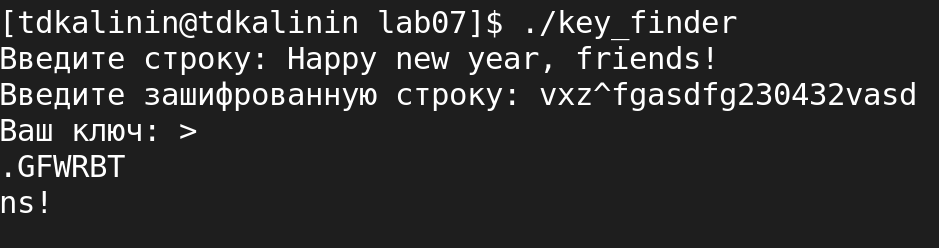 [tdkalinin@tdkalinin lab07]$ ./key_finder
Введите строку: Happy new year, friends!
Введите зашифрованную строку: vxz^fgasdfg230432vasd
Ваш ключ: >
.GFWRBT
ns!